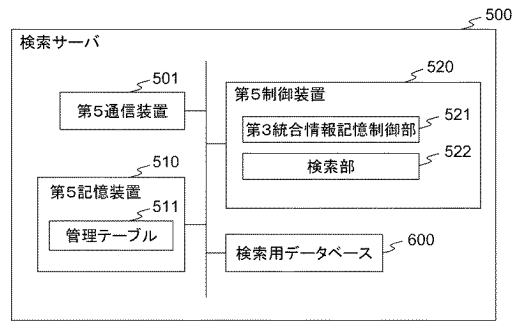 500
検索サーバ
501
第5通信装置
520
第5制御装置
521
第3統合情報記憶制御部
522
検索部
510
第5記憶装置
511
管理テーブル
600
検索用データベース